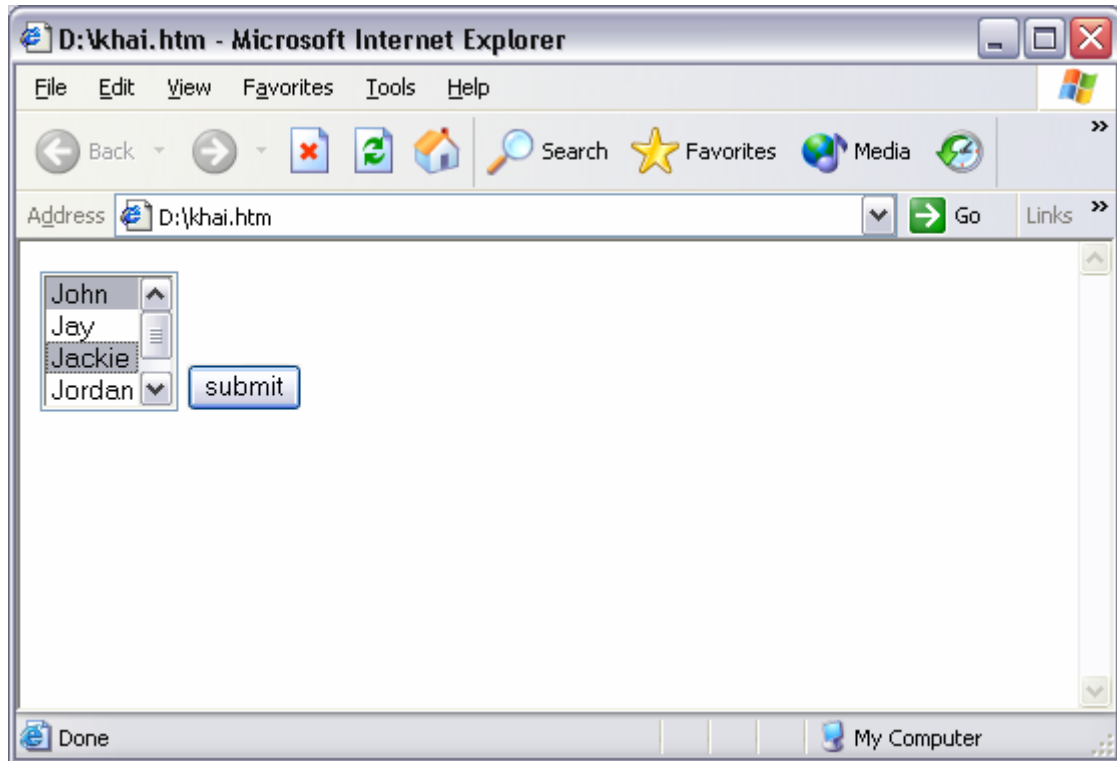 D:\khai.htm - Microsoft Internet Explorer
File Edit View Favorites Tools Help
Back Search Favorites Media »
Address D:\khai.htm Go Links »
John
Jay
Jackie
Jordan
submit
Done My Computer